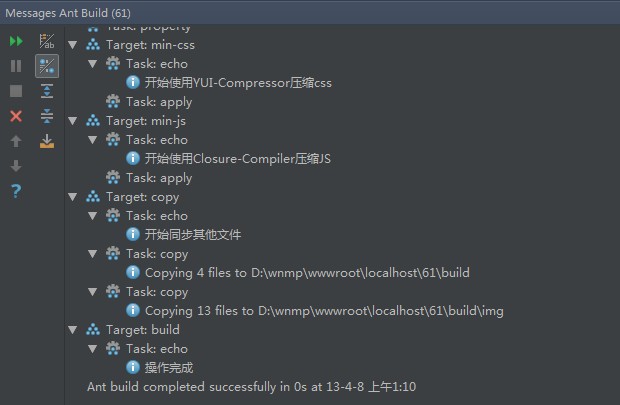 Messages Ant Build (61)
Task: property
Target: min-css
Task: echo
开始使用YUI-Compressor压缩css
Task: apply
Target: min-js
Task: echo
开始使用Closure-Compiler压缩JS
Task: apply
Target: copy
Task: echo
开始同步其他文件
Task: copy
Copying 4 files to D:\wnmp\wwwroot\localhost\61\build
Task: copy
Copying 13 files to D:\wnmp\wwwroot\localhost\61\build\img
Target: build
Task: echo
操作完成
Ant build completed successfully in 0s at 13-4-8 上午1:10